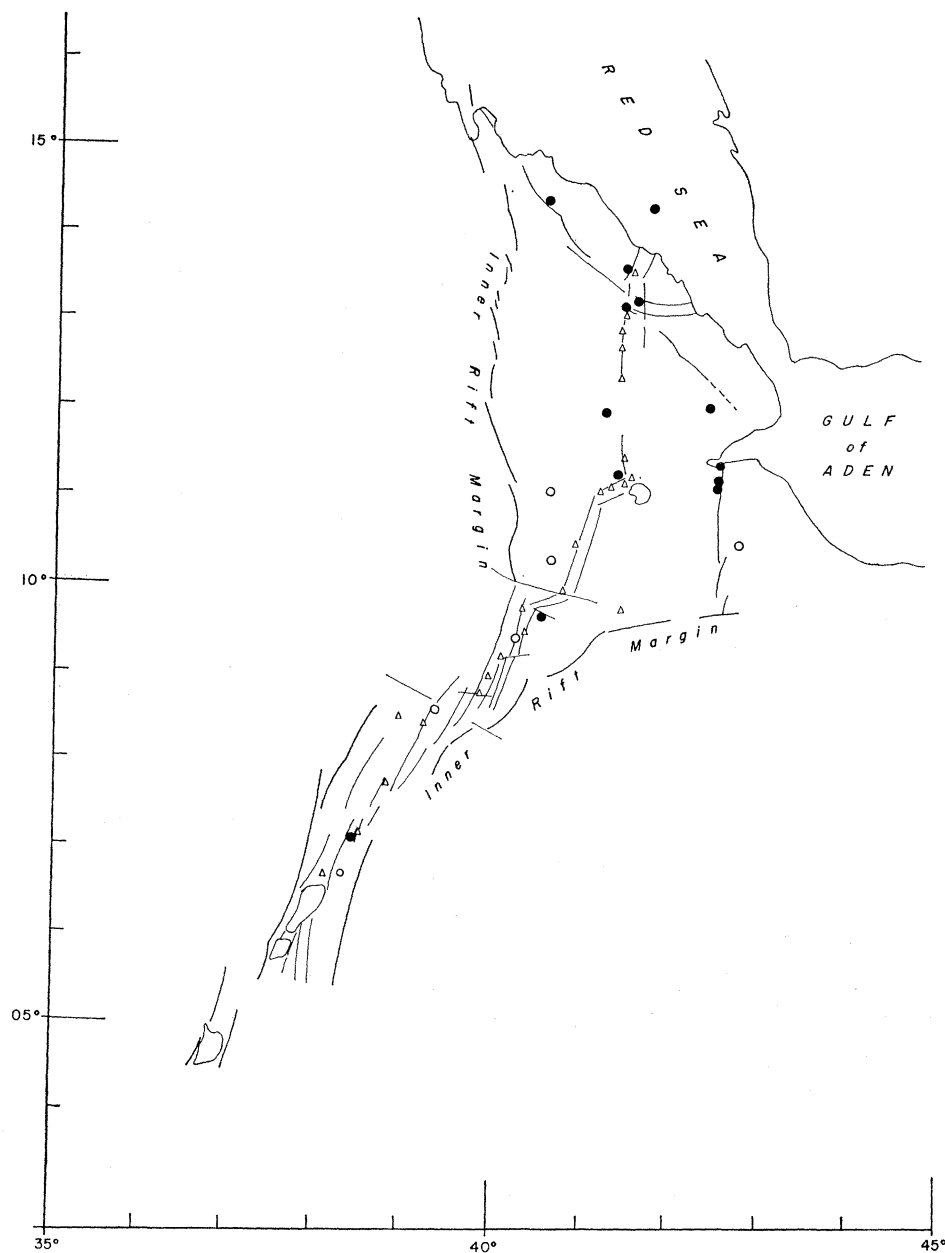 RED SEA
15°
Inner Rift Margin
GULF
of
ADEN
10°
Inner Rift Margin
05°
35°
40°
45°